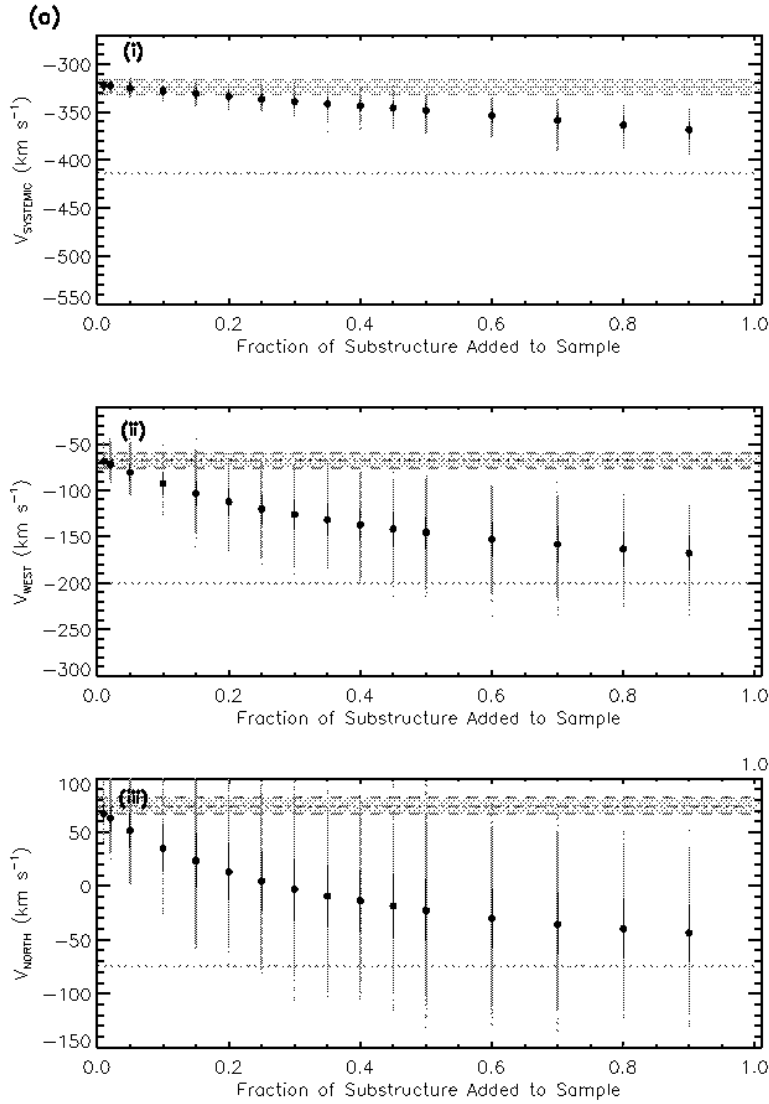 (a)
(i)
−300
−350
−400
−450
−500
−550
V_SYSTEMIC (km s⁻¹)
0.0 0.2 0.4 0.6 0.8 1.0
Fraction of Substructure Added to Sample
(ii)
−50
−100
−150
−200
−250
−300
V_WEST (km s⁻¹)
0.0 0.2 0.4 0.6 0.8 1.0
Fraction of Substructure Added to Sample
1.0
(iii)
100
50
0
−50
−100
−150
V_NORTH (km s⁻¹)
0.0 0.2 0.4 0.6 0.8 1.0
Fraction of Substructure Added to Sample